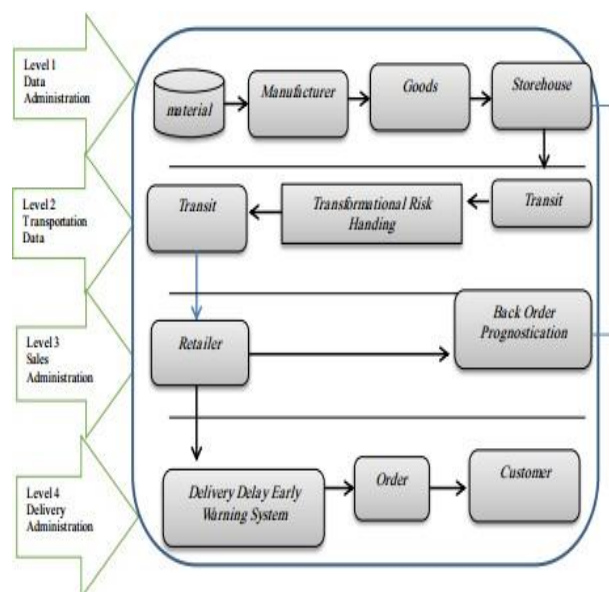 Level 1
Data
Administration
material
Manufacturer
Goods
Storehouse
Level 2
Transportation
Data
Transit
Transformational Risk
Handing
Transit
Level 3
Sales
Administration
Retailer
Back Order
Prognostication
Level 4
Delivery
Administration
Delivery Delay Early
Warning System
Order
Customer